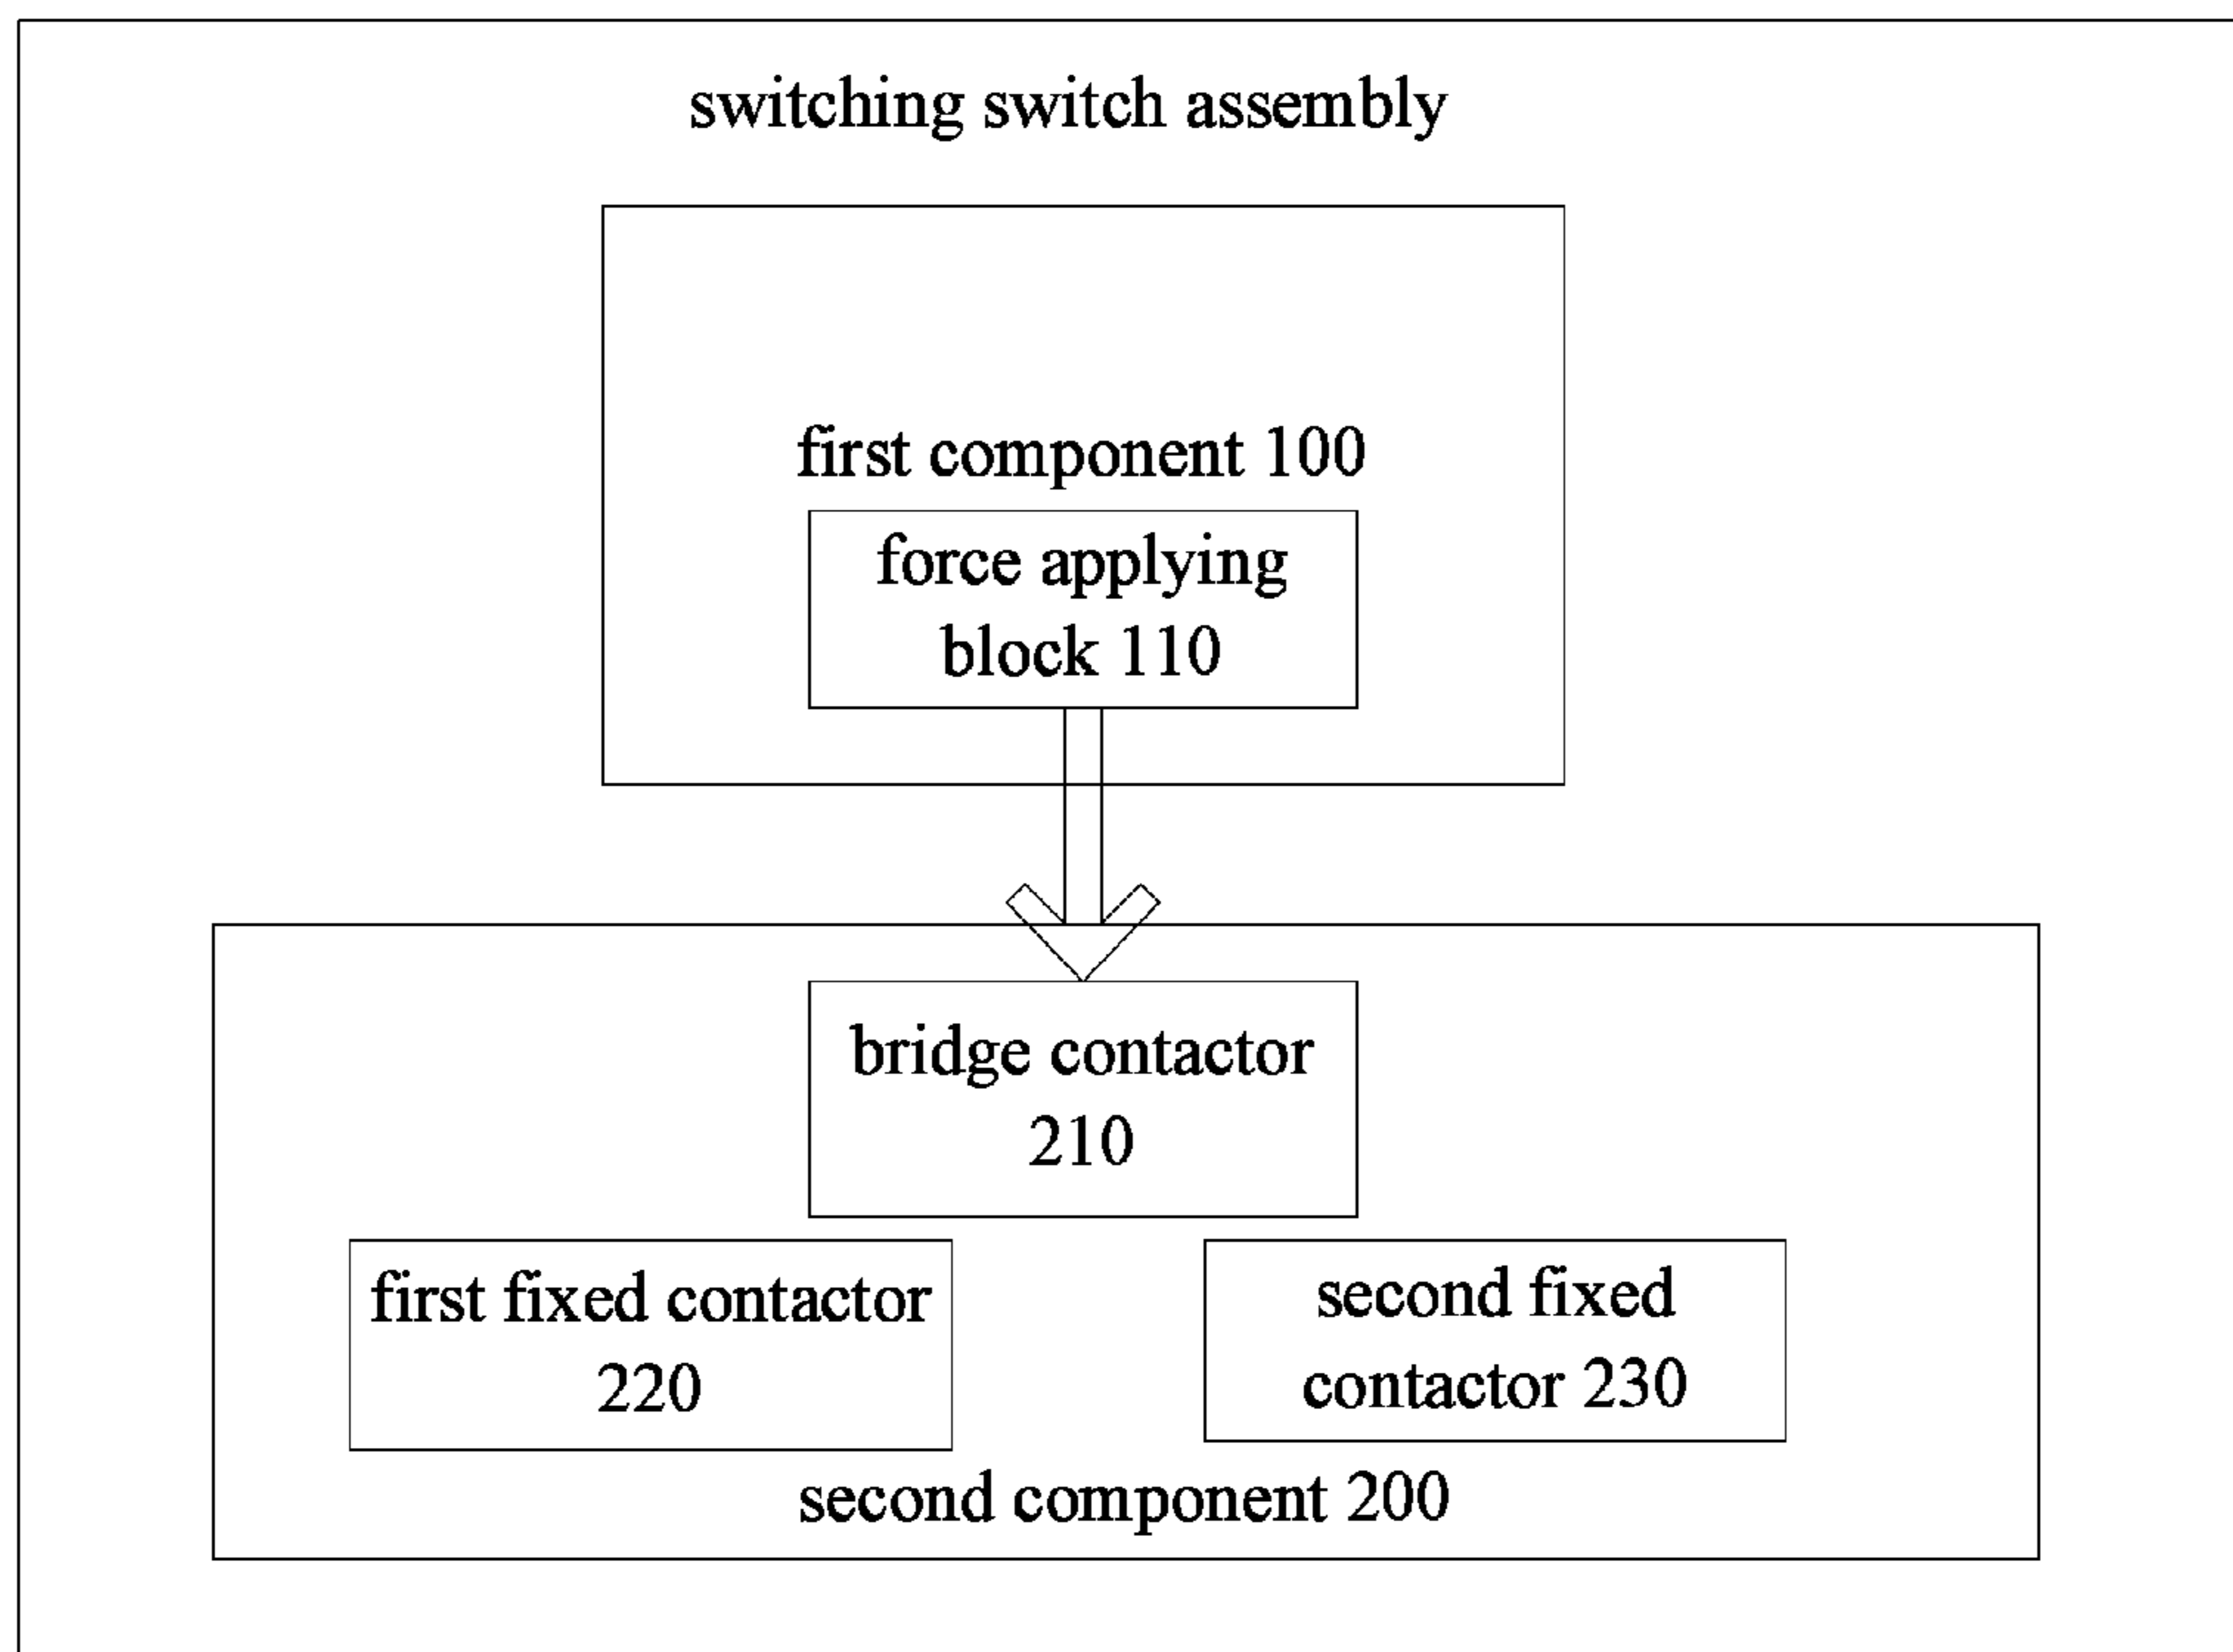 switching switch assembly
first component 100
force applying
block 110
bridge contactor
210
first fixed contactor
220
second fixed
contactor 230
second component 200